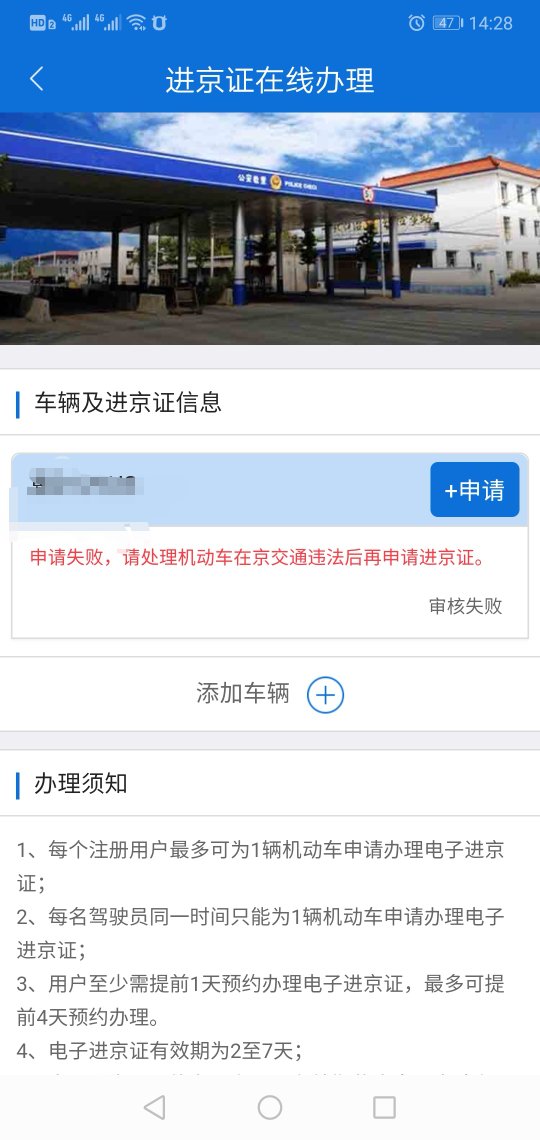 HD 2 4G 4G 47 14:28
进京证在线办理
公安检查 POLICE CHECK
车辆及进京证信息
+申请
申请失败，请处理机动车在京交通违法后再申请进京证。
审核失败
添加车辆
办理须知
1、每个注册用户最多可为1辆机动车申请办理电子进京
证；
2、每名驾驶员同一时间只能为1辆机动车申请办理电子
进京证；
3、用户至少需提前1天预约办理电子进京证，最多可提
前4天预约办理。
4、电子进京证有效期为2至7天；